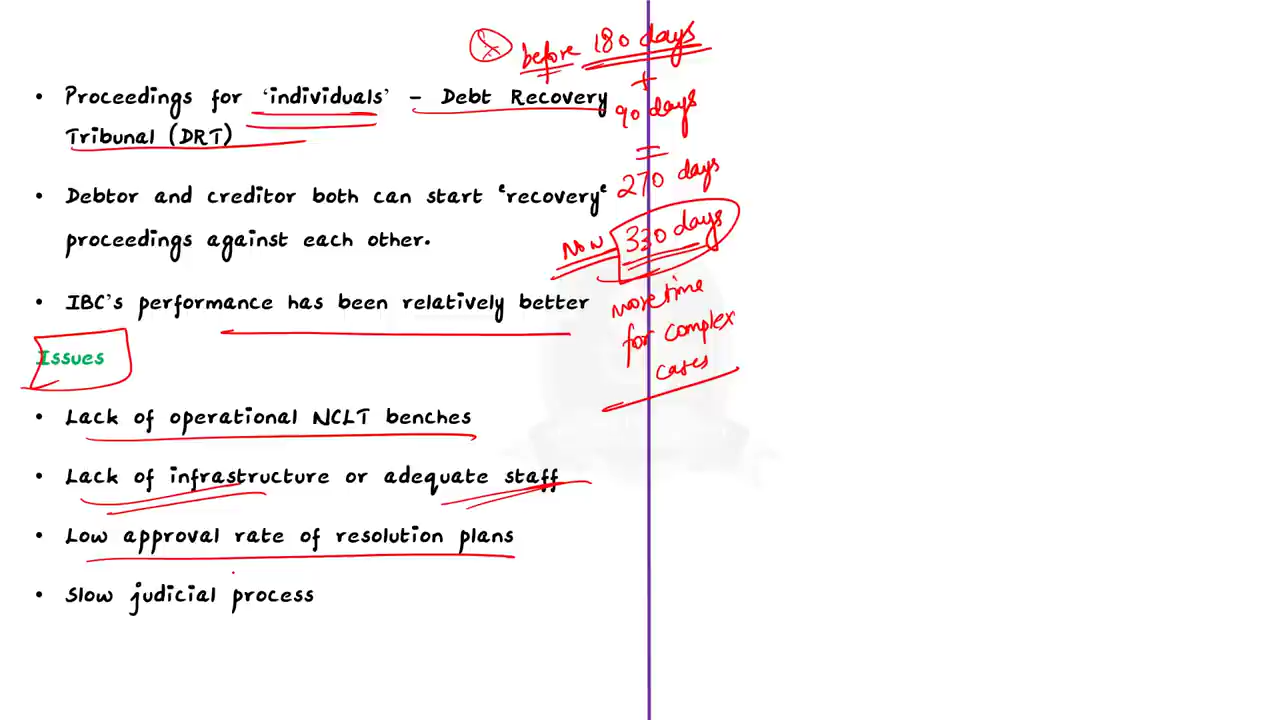 • Proceedings for 'individuals' - Debt Recovery
Tribunal (DRT)
• Debtor and creditor both can start "recovery"
proceedings against each other.
• IBC's performance has been relatively better
Issues
• Lack of operational NCLT benches
• Lack of infrastructure or adequate staff
• Low approval rate of resolution plans
• Slow judicial process
before 180 days
+
90 days
=
270 days
Now 330 days
more time
for complex
cases